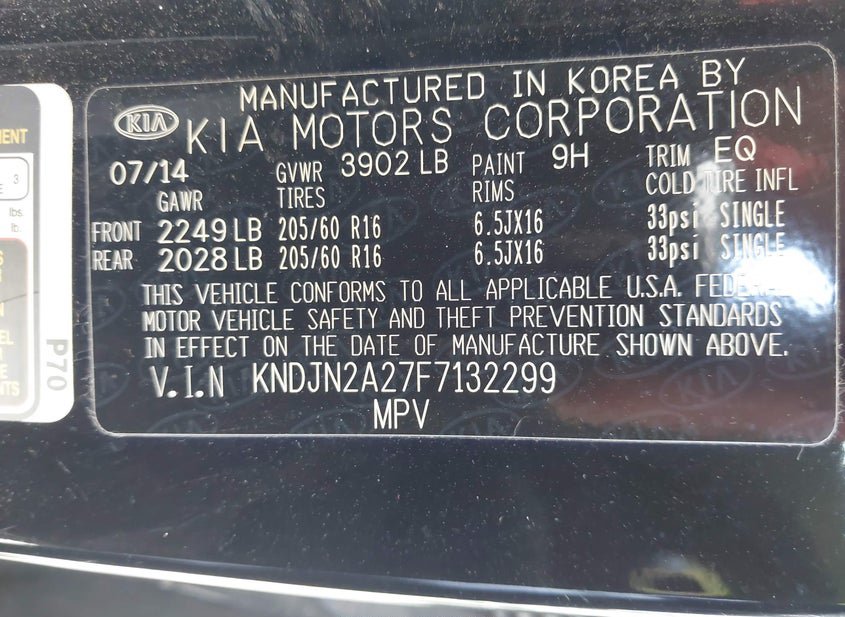 MANUFACTURED IN KOREA BY
KIA KIA MOTORS CORPORATION
07/14 GVWR 3902 LB PAINT 9H TRIM EQ
GAWR TIRES RIMS COLD TIRE INFL
FRONT 2249 LB 205/60 R16 6.5JX16 33psi SINGLE
REAR 2028 LB 205/60 R16 6.5JX16 33psi SINGLE
THIS VEHICLE CONFORMS TO ALL APPLICABLE U.S.A.
MOTOR VEHICLE SAFETY AND THEFT PREVENTION STANDARDS
IN EFFECT ON THE DATE OF MANUFACTURE SHOWN ABOVE.
V.I.N KNDJN2A27F7132299
MPV
3
lbs.
lb.
P70